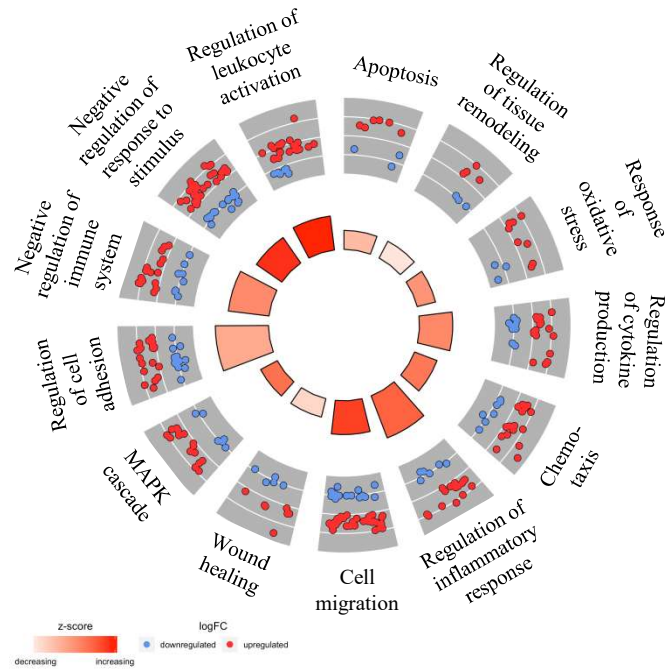 Apoptosis
Regulation
of tissue
remodeling
Response
of
oxidative
stress
Regulation
of cytokine
production
Chemo-
taxis
Regulation of
inflammatory
response
Cell
migration
Wound
healing
MAPK
cascade
Regulation
of cell
adhesion
Negative
regulation of
immune
system
Negative
regulation of
response to
stimulus
Regulation of
leukocyte
activation
z-score
decreasing increasing
logFC
downregulated upregulated